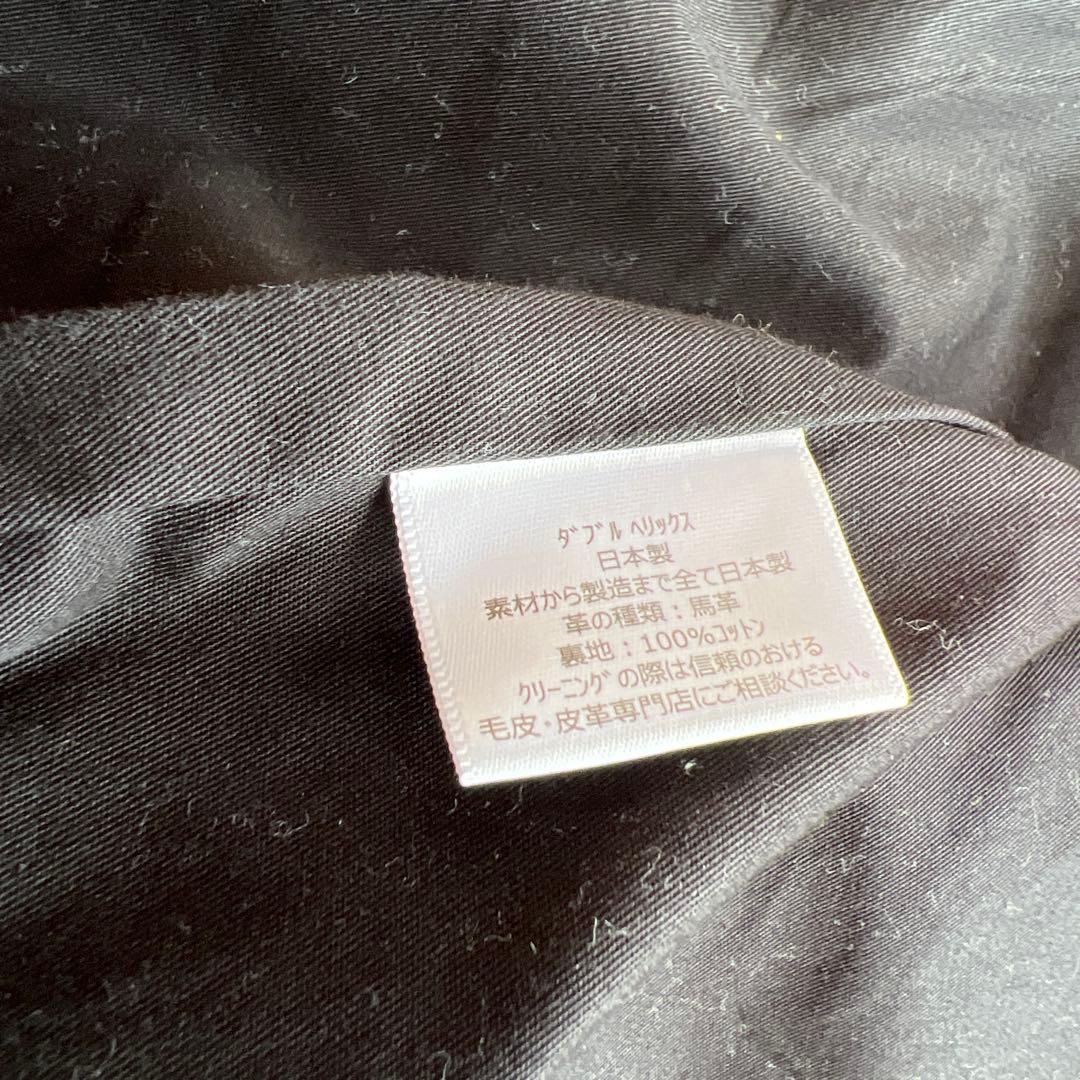 ﾀﾞﾌﾞﾙ ﾍﾘｯｸｽ
日本製
素材から製造まで全て日本製
革の種類：馬革
裏地：100%ｺｯﾄﾝ
ｸﾘｰﾆﾝｸﾞの際は信頼のおける
毛皮・皮革専門店にご相談ください。